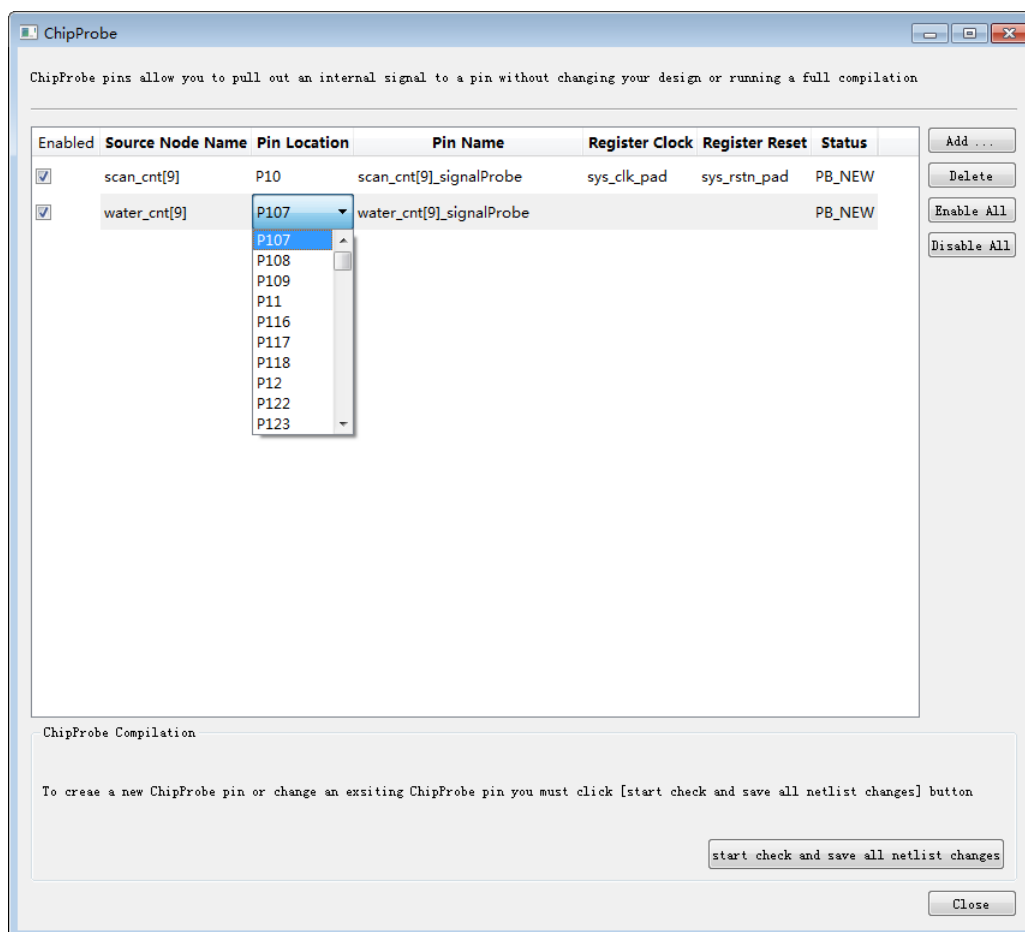 ChipProbe
ChipProbe pins allow you to pull out an internal signal to a pin without changing your design or running a full compilation
Enabled Source Node Name Pin Location Pin Name Register Clock Register Reset Status
scan_cnt[9] P10 scan_cnt[9]_signalProbe sys_clk_pad sys_rstn_pad PB_NEW
water_cnt[9] P107 water_cnt[9]_signalProbe PB_NEW
P107
P108
P109
P11
P116
P117
P118
P12
P122
P123
Add ...
Delete
Enable All
Disable All
ChipProbe Compilation
To creae a new ChipProbe pin or change an exsiting ChipProbe pin you must click [start check and save all netlist changes] button
start check and save all netlist changes
Close